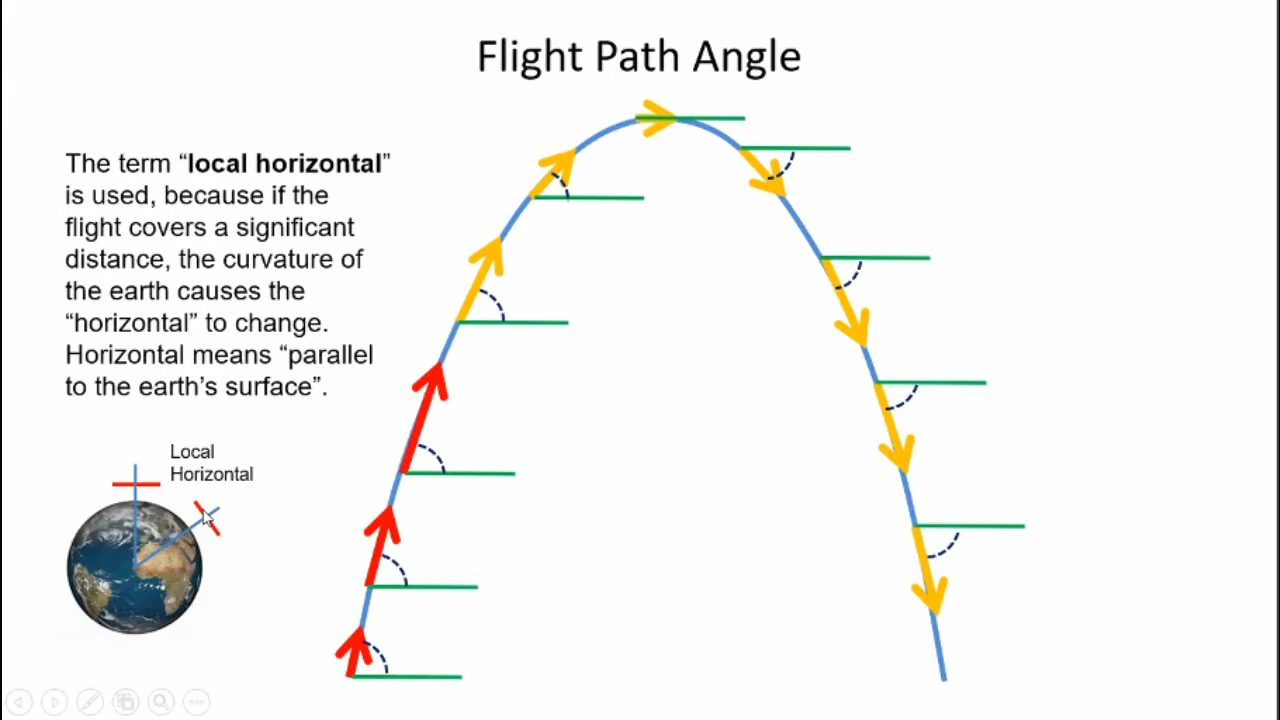 Flight Path Angle
The term “local horizontal”
is used, because if the
flight covers a significant
distance, the curvature of
the earth causes the
“horizontal” to change.
Horizontal means “parallel
to the earth’s surface”.
Local
Horizontal